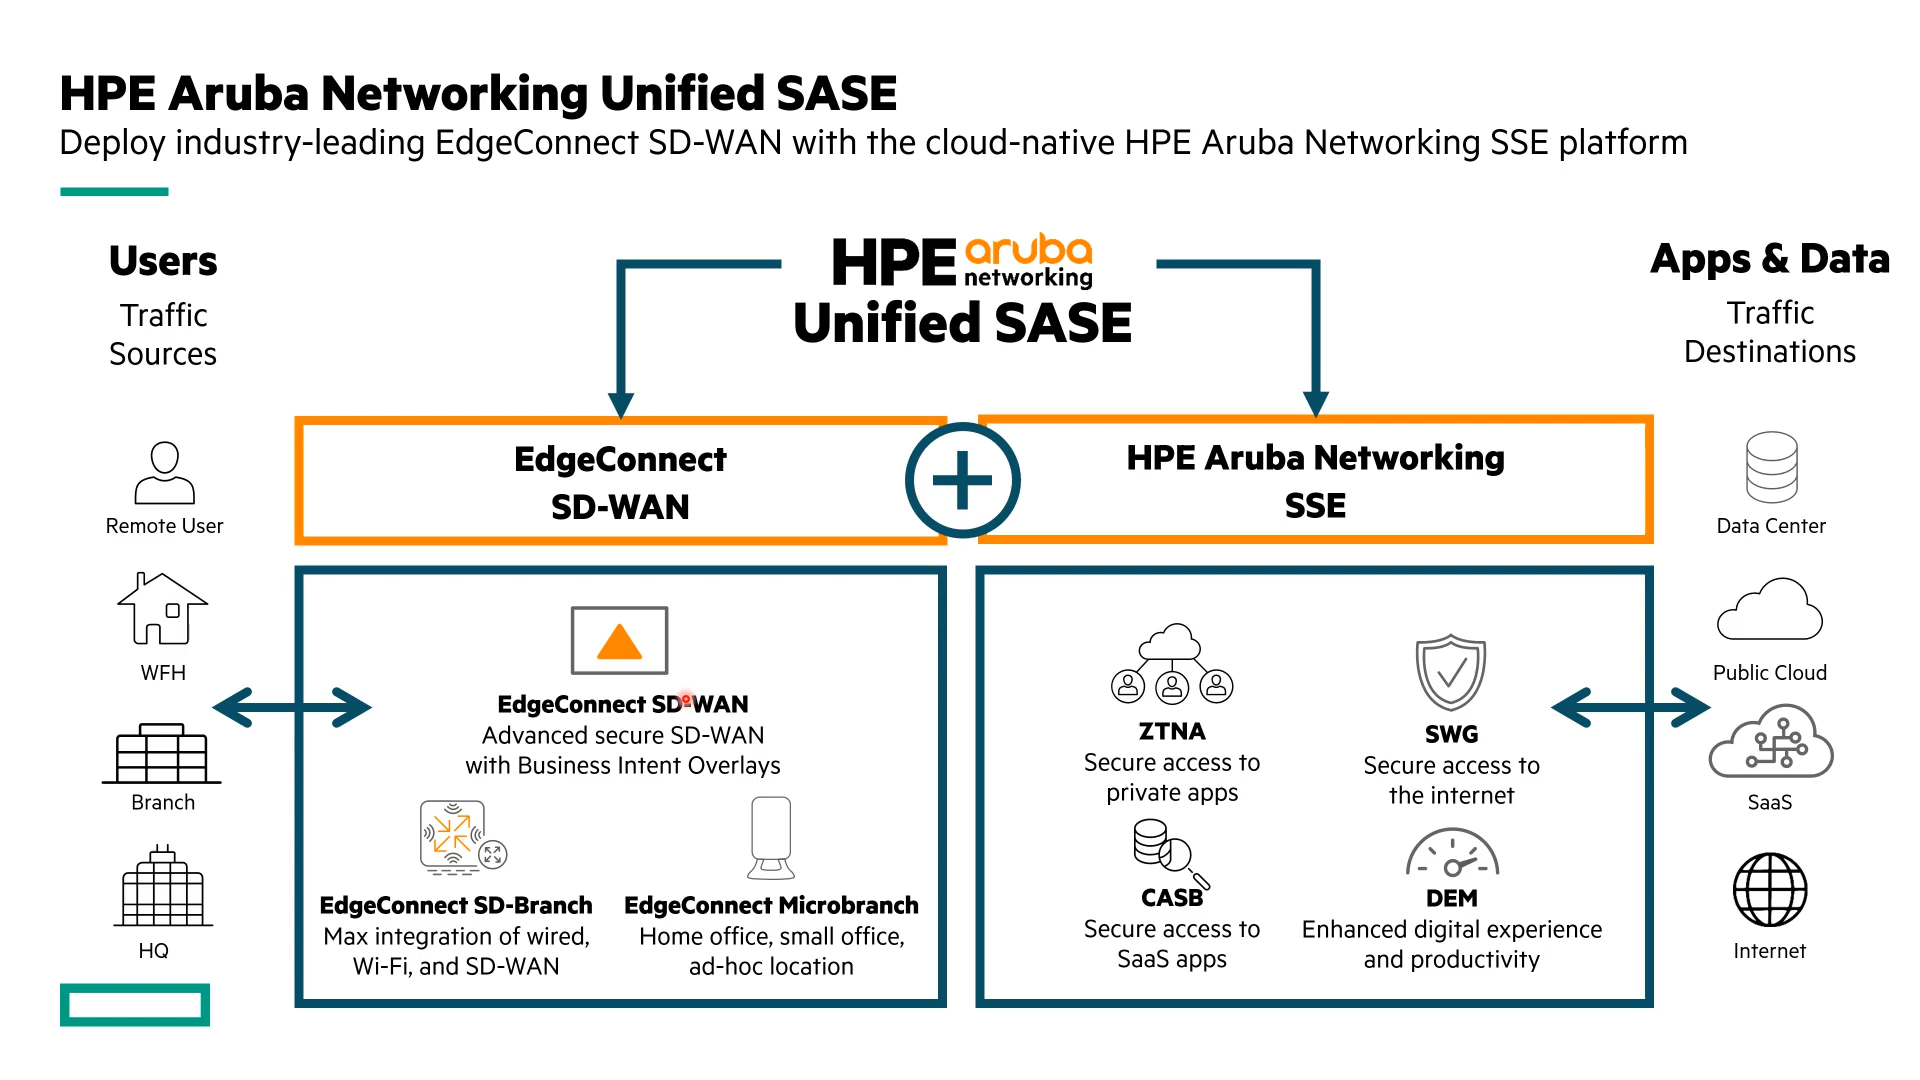 HPE Aruba Networking Unified SASE
Deploy industry-leading EdgeConnect SD-WAN with the cloud-native HPE Aruba Networking SSE platform
Users
Traffic
Sources
Remote User
WFH
Branch
HQ
HPE aruba
networking
Unified SASE
EdgeConnect
SD-WAN
HPE Aruba Networking
SSE
EdgeConnect SD-WAN
Advanced secure SD-WAN
with Business Intent Overlays
EdgeConnect SD-Branch
Max integration of wired,
Wi-Fi, and SD-WAN
EdgeConnect Microbranch
Home office, small office,
ad-hoc location
ZTNA
Secure access to
private apps
SWG
Secure access to
the internet
CASB
Secure access to
SaaS apps
DEM
Enhanced digital experience
and productivity
Apps & Data
Traffic
Destinations
Data Center
Public Cloud
SaaS
Internet